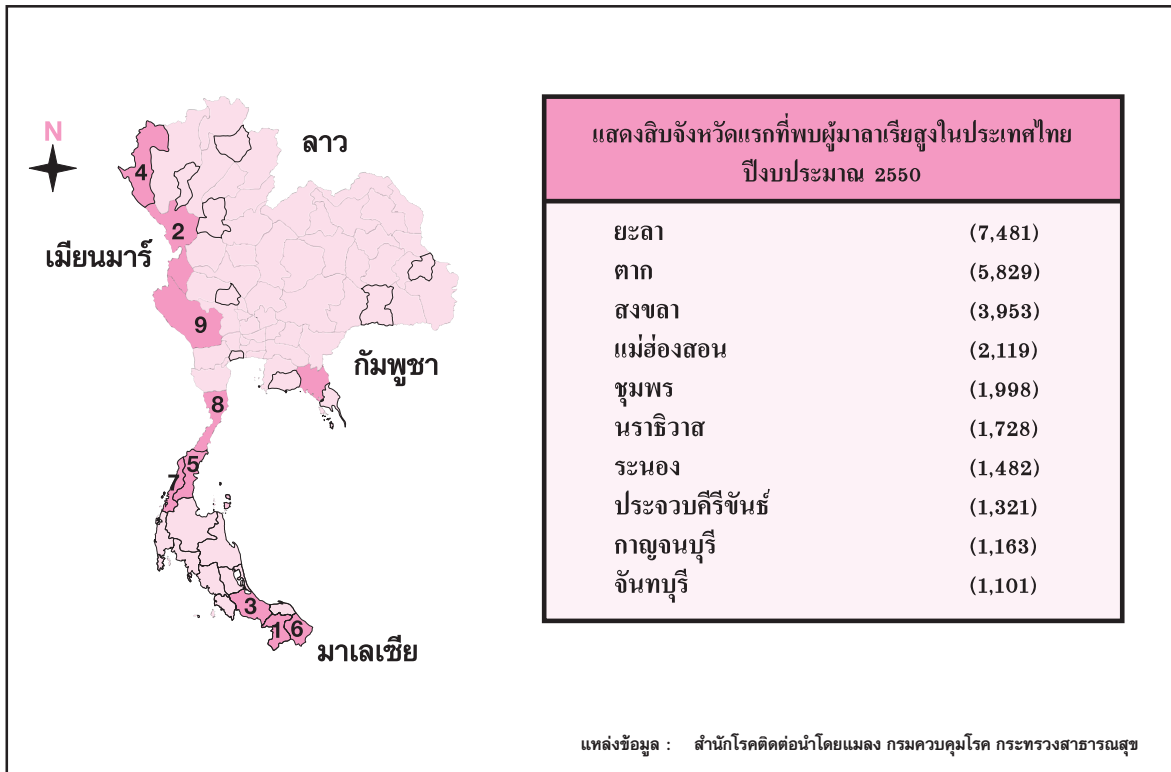 N
ลาว
4
2
เมียนมาร์
9
กัมพูชา
8
5
7
3
1 6
มาเลเซีย
แสดงสิบจังหวัดแรกที่พบผู้มาลาเรียสูงในประเทศไทย
ปีงบประมาณ 2550
ยะลา (7,481)
ตาก (5,829)
สงขลา (3,953)
แม่ฮ่องสอน (2,119)
ชุมพร (1,998)
นราธิวาส (1,728)
ระนอง (1,482)
ประจวบคีรีขันธ์ (1,321)
กาญจนบุรี (1,163)
จันทบุรี (1,101)
แหล่งข้อมูล : สำนักโรคติดต่อนำโดยแมลง กรมควบคุมโรค กระทรวงสาธารณสุข